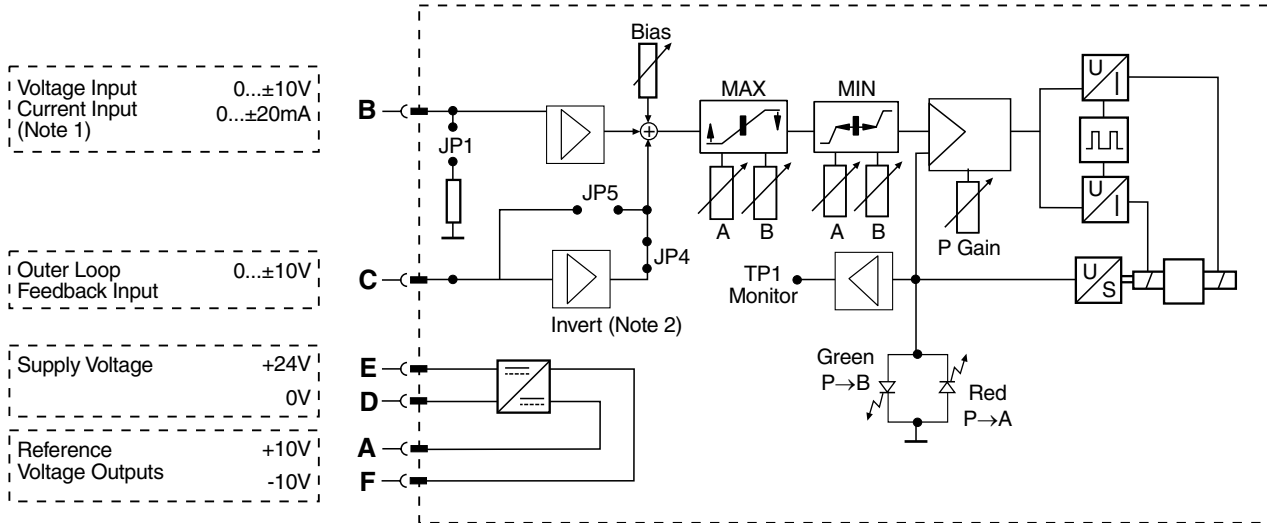 Voltage Input 0...±10V
Current Input 0...±20mA
(Note 1)
B
JP1
Bias
MAX
MIN
A
B
A
B
P Gain
U
I
U
I
JP5
JP4
Outer Loop 0...±10V
Feedback Input
C
Invert (Note 2)
TP1
Monitor
U
S
Green
P→B
Red
P→A
Supply Voltage +24V
0V
E
D
Reference +10V
Voltage Outputs
-10V
A
F